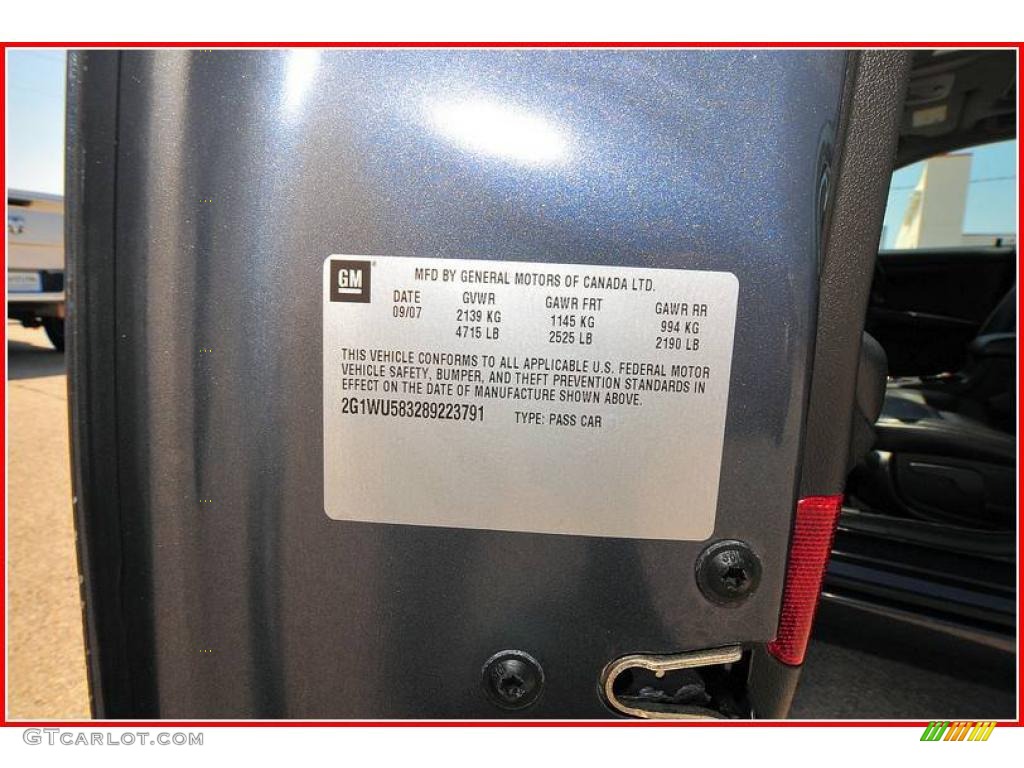 GM
MFD BY GENERAL MOTORS OF CANADA LTD.
DATE GVWR GAWR FRT GAWR RR
09/07 2139 KG 1145 KG 994 KG
4715 LB 2525 LB 2190 LB
THIS VEHICLE CONFORMS TO ALL APPLICABLE U.S. FEDERAL MOTOR
VEHICLE SAFETY, BUMPER, AND THEFT PREVENTION STANDARDS IN
EFFECT ON THE DATE OF MANUFACTURE SHOWN ABOVE.
2G1WU583289223791 TYPE: PASS CAR
GTCARLOT.COM